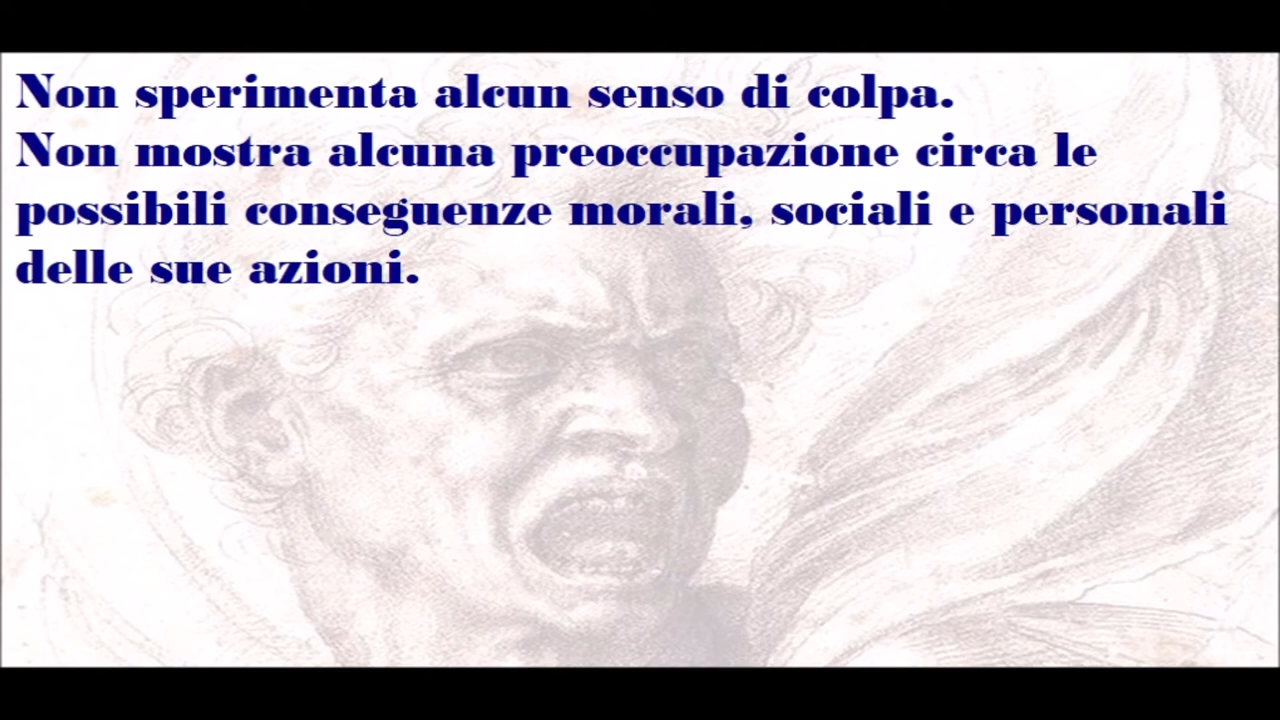 Non sperimenta alcun senso di colpa.
Non mostra alcuna preoccupazione circa le
possibili conseguenze morali, sociali e personali
delle sue azioni.